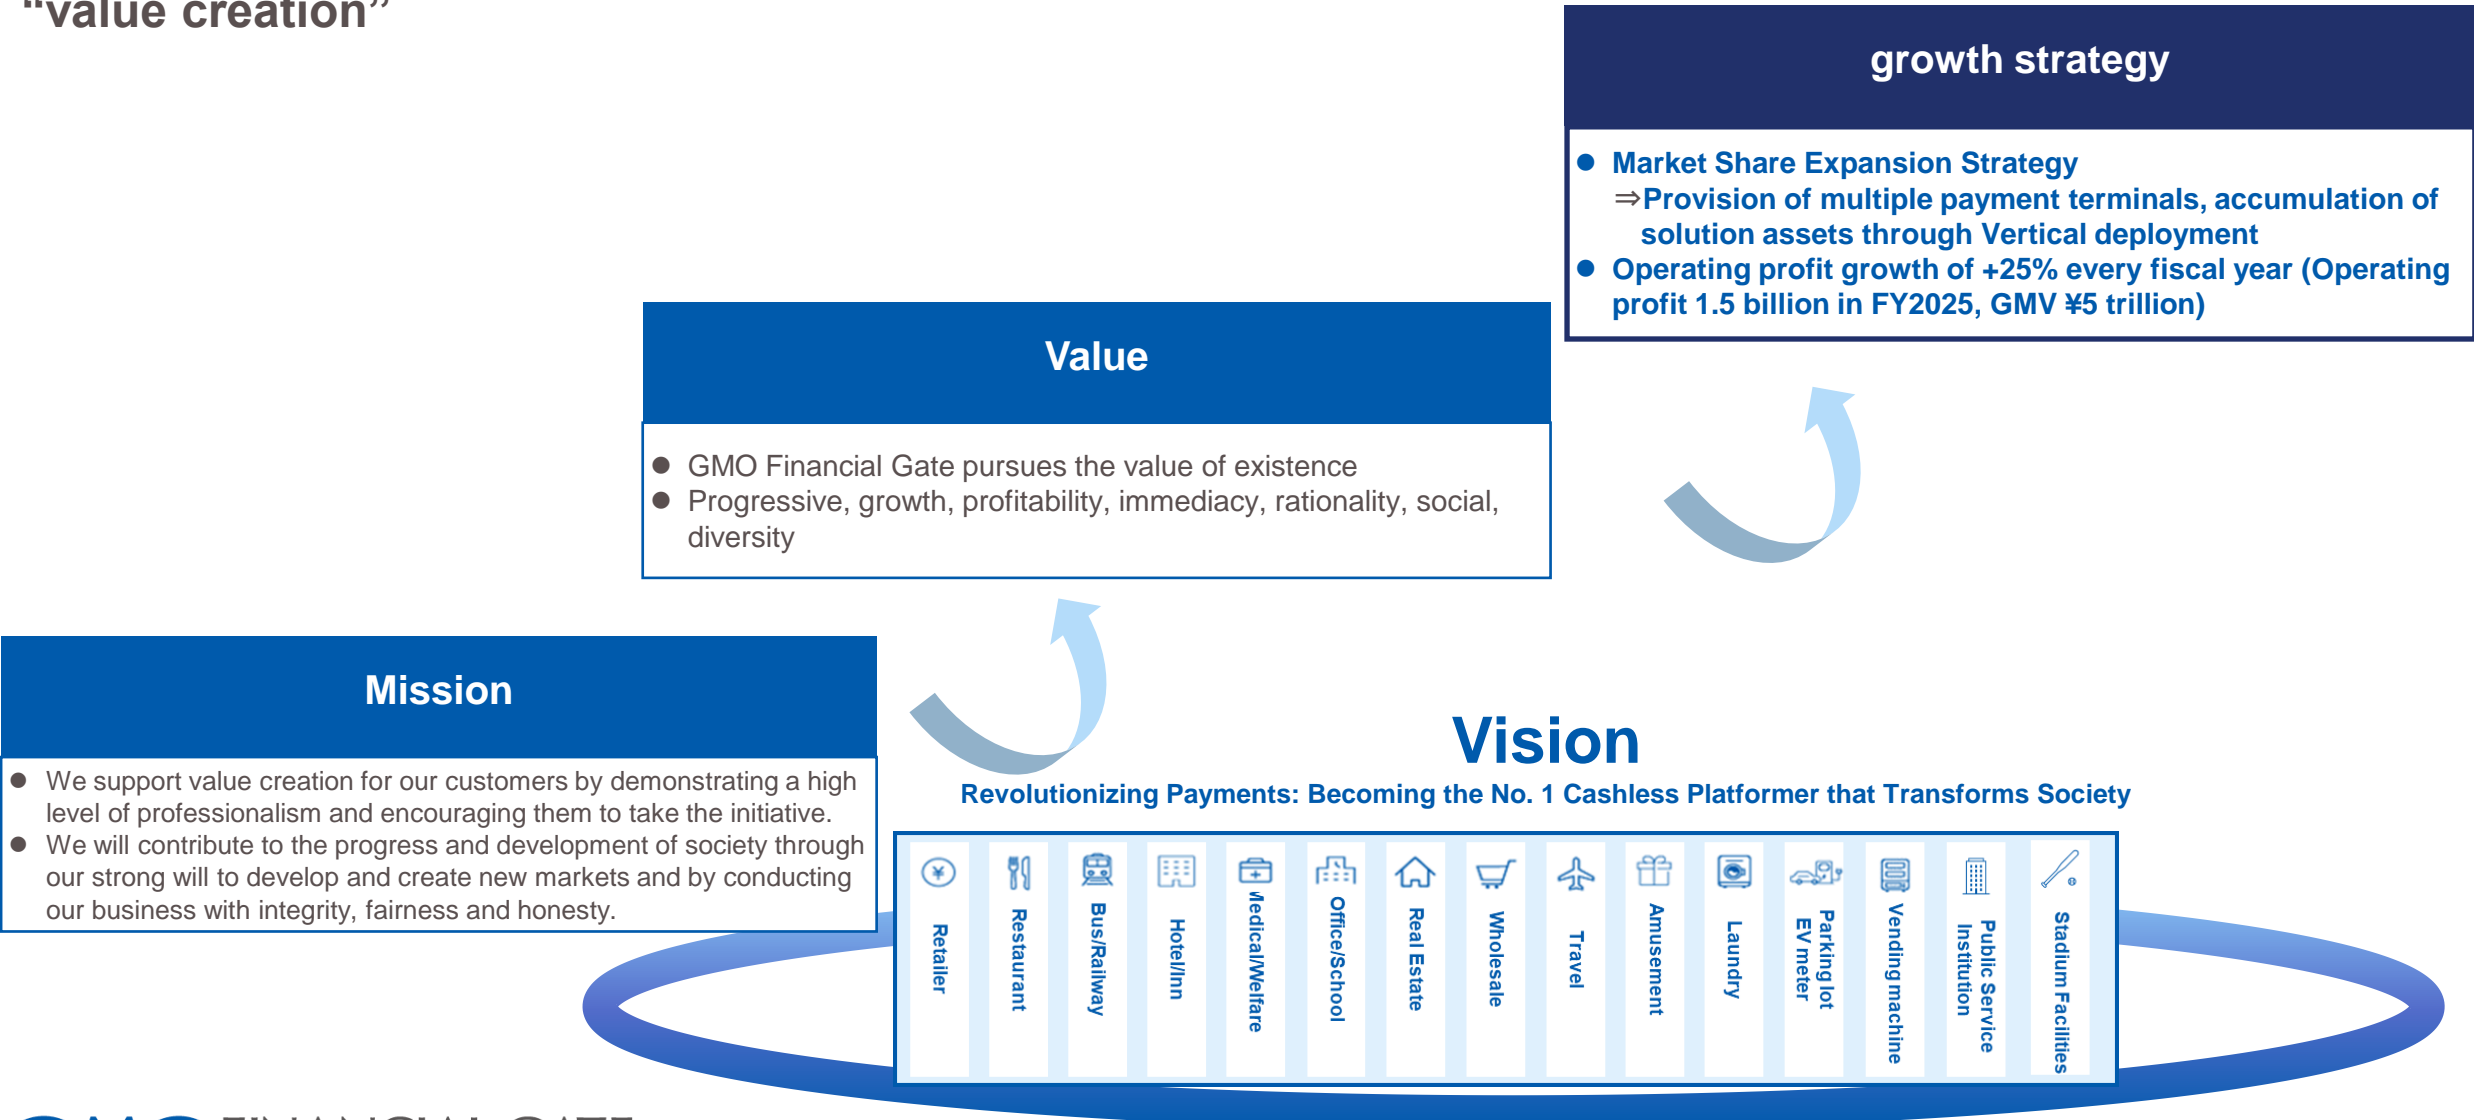 “value creation”
growth strategy
● Market Share Expansion Strategy
⇒Provision of multiple payment terminals, accumulation of
solution assets through Vertical deployment
● Operating profit growth of +25% every fiscal year (Operating
profit 1.5 billion in FY2025, GMV ¥5 trillion)
Value
● GMO Financial Gate pursues the value of existence
● Progressive, growth, profitability, immediacy, rationality, social,
diversity
Mission
● We support value creation for our customers by demonstrating a high
level of professionalism and encouraging them to take the initiative.
● We will contribute to the progress and development of society through
our strong will to develop and create new markets and by conducting
our business with integrity, fairness and honesty.
Vision
Revolutionizing Payments: Becoming the No. 1 Cashless Platformer that Transforms Society
¥
Retailer
Restaurant
Bus/Railway
Hotel/Inn
Medical/Welfare
Office/School
Real Estate
Wholesale
Travel
Amusement
Laundry
Parking lot
EV meter
Vending machine
Public Service
Institution
Stadium Facilities
GMO FINANCIAL GATE